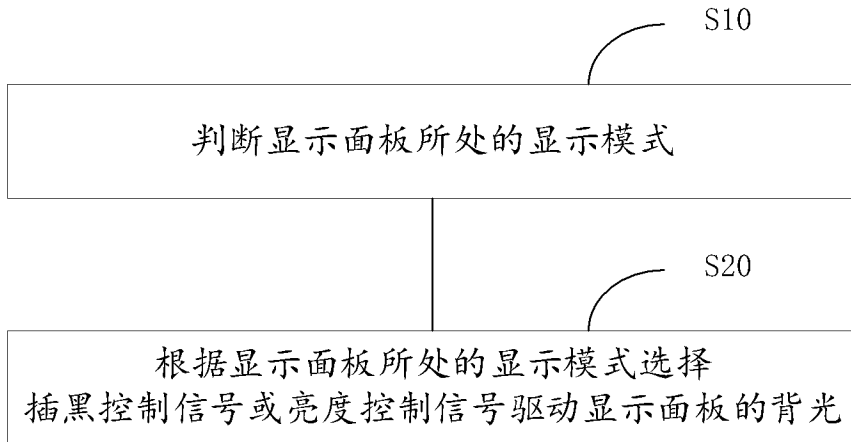 S10
判断显示面板所处的显示模式
S20
根据显示面板所处的显示模式选择
插黑控制信号或亮度控制信号驱动显示面板的背光